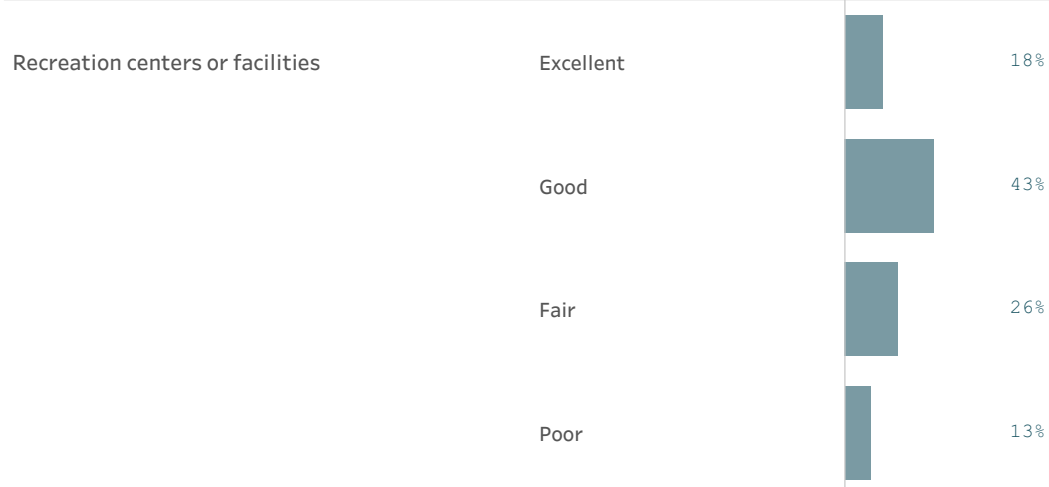 Recreation centers or facilities Excellent 18%
Good 43%
Fair 26%
Poor 13%